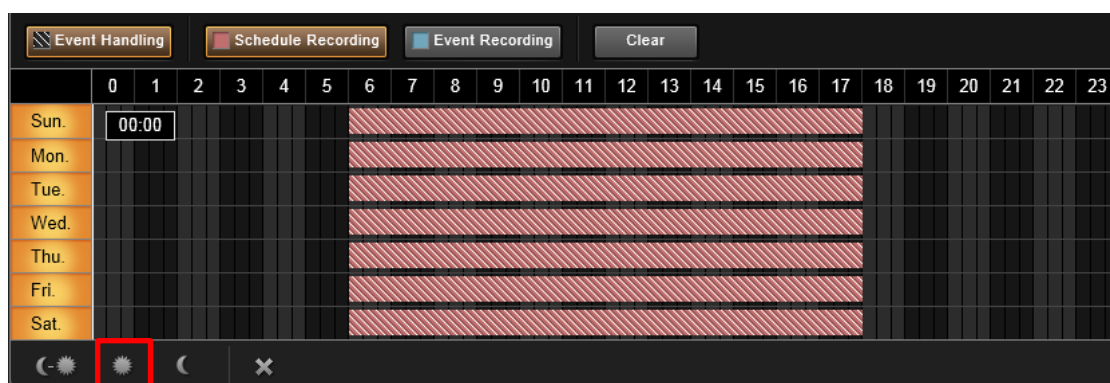 Event Handling Schedule Recording Event Recording Clear
0 1 2 3 4 5 6 7 8 9 10 11 12 13 14 15 16 17 18 19 20 21 22 23
Sun. 00:00
Mon.
Tue.
Wed.
Thu.
Fri.
Sat.